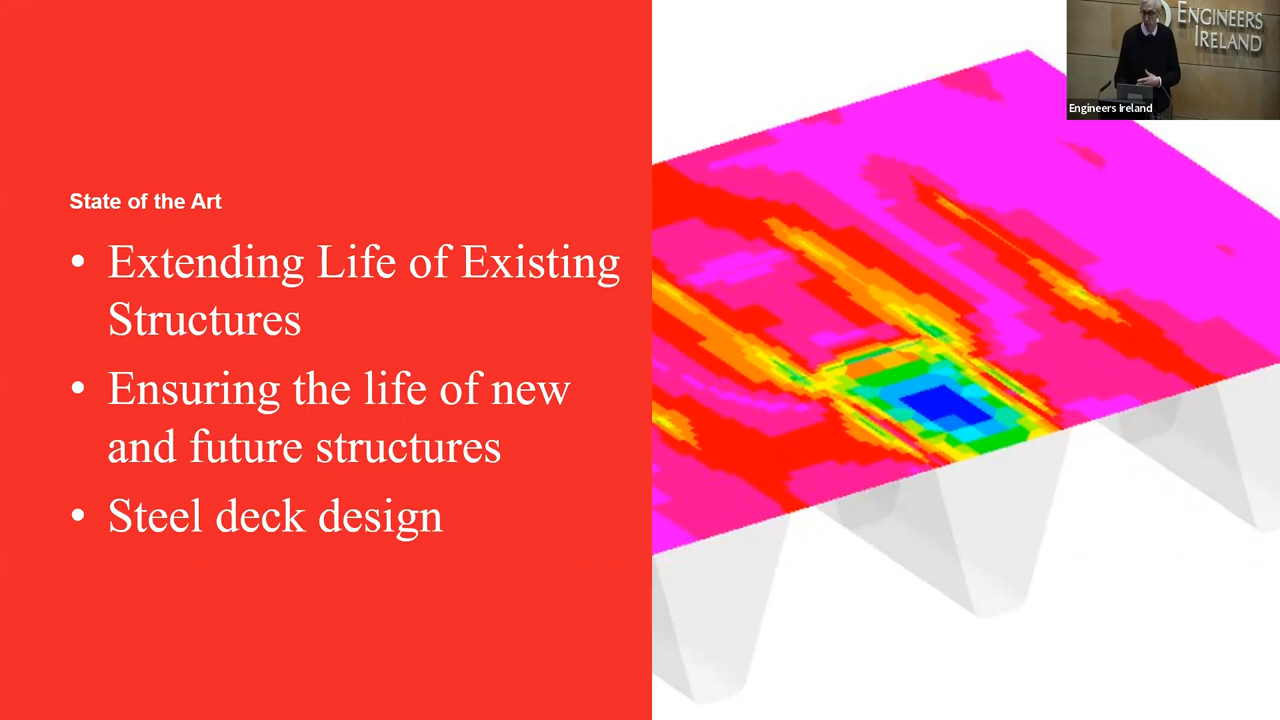 State of the Art
• Extending Life of Existing
Structures
• Ensuring the life of new
and future structures
• Steel deck design
ENGINEERS
IRELAND
Engineers Ireland